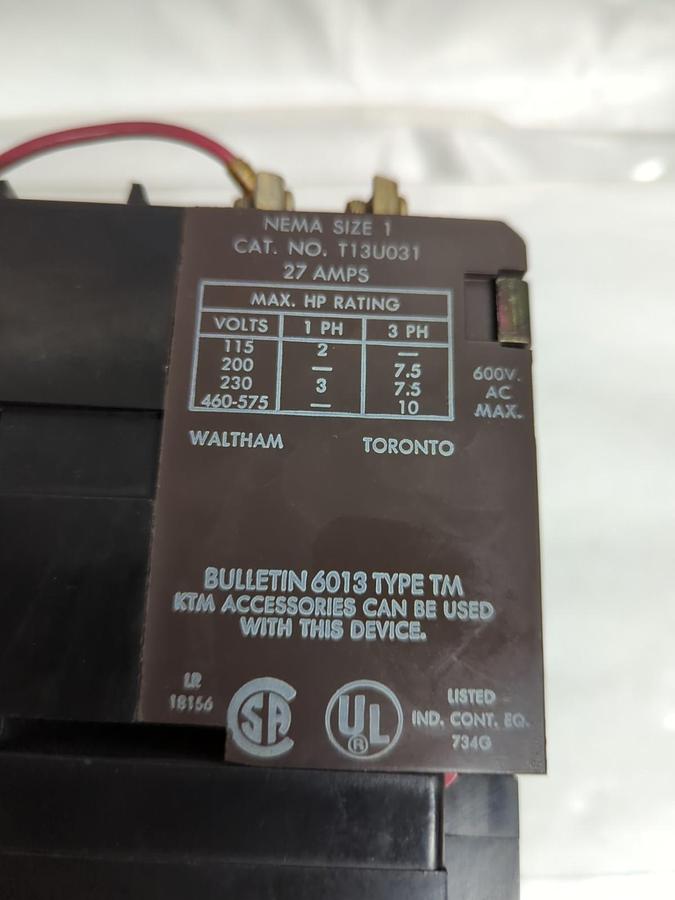 NEMA SIZE 1
CAT. NO. T13U031
27 AMPS
MAX. HP RATING
VOLTS 1 PH 3 PH
115 2 —
200 — 7.5
230 3 7.5
460-575 — 10
600V.
AC
MAX.
WALTHAM TORONTO
BULLETIN 6013 TYPE TM
KTM ACCESSORIES CAN BE USED
WITH THIS DEVICE.
LR
18156
SA
UL
®
LISTED
IND. CONT. EQ.
734G